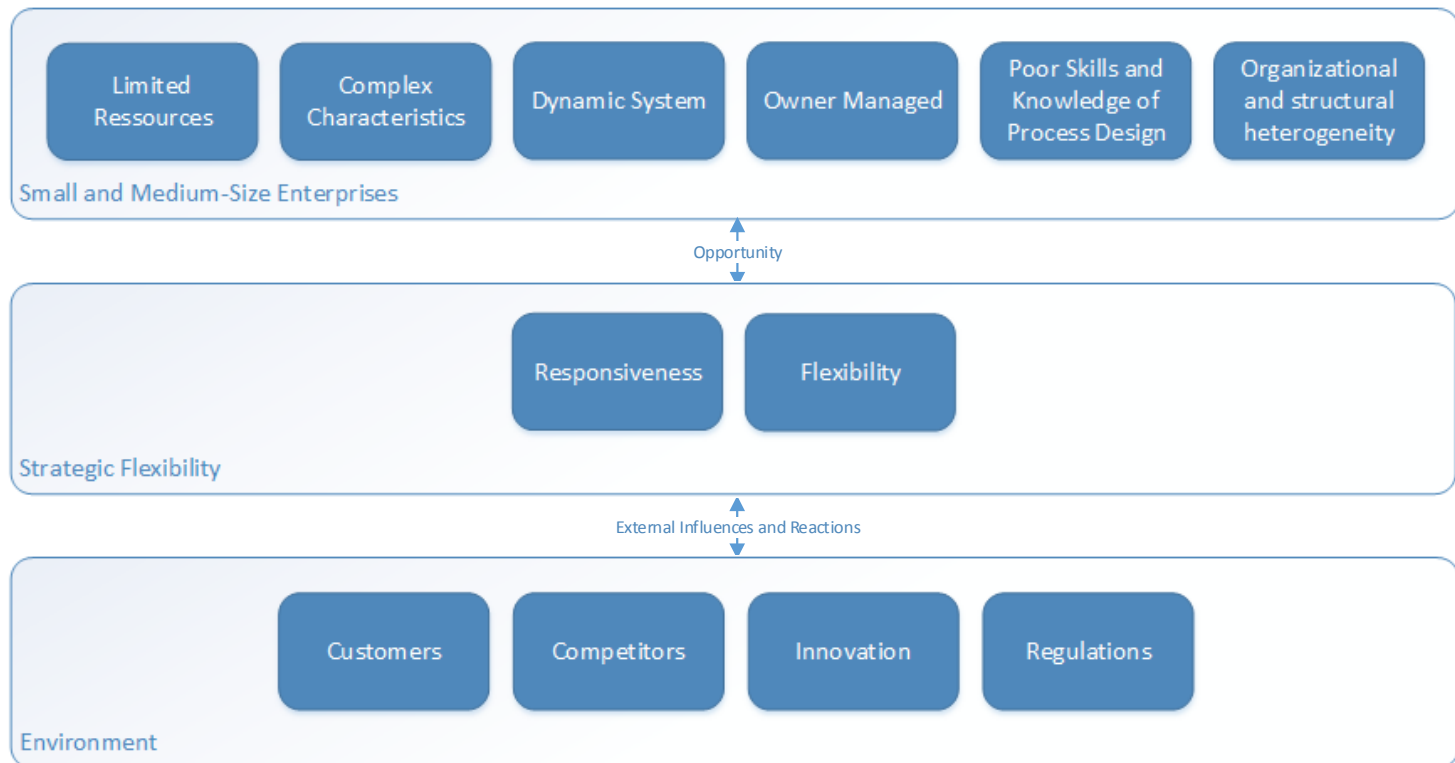 Limited
Ressources
Complex
Characteristics
Dynamic System
Owner Managed
Poor Skills and
Knowledge of
Process Design
Organizational
and structural
heterogeneity
Small and Medium-Size Enterprises
Opportunity
Responsiveness
Flexibility
Strategic Flexibility
External Influences and Reactions
Customers
Competitors
Innovation
Regulations
Environment